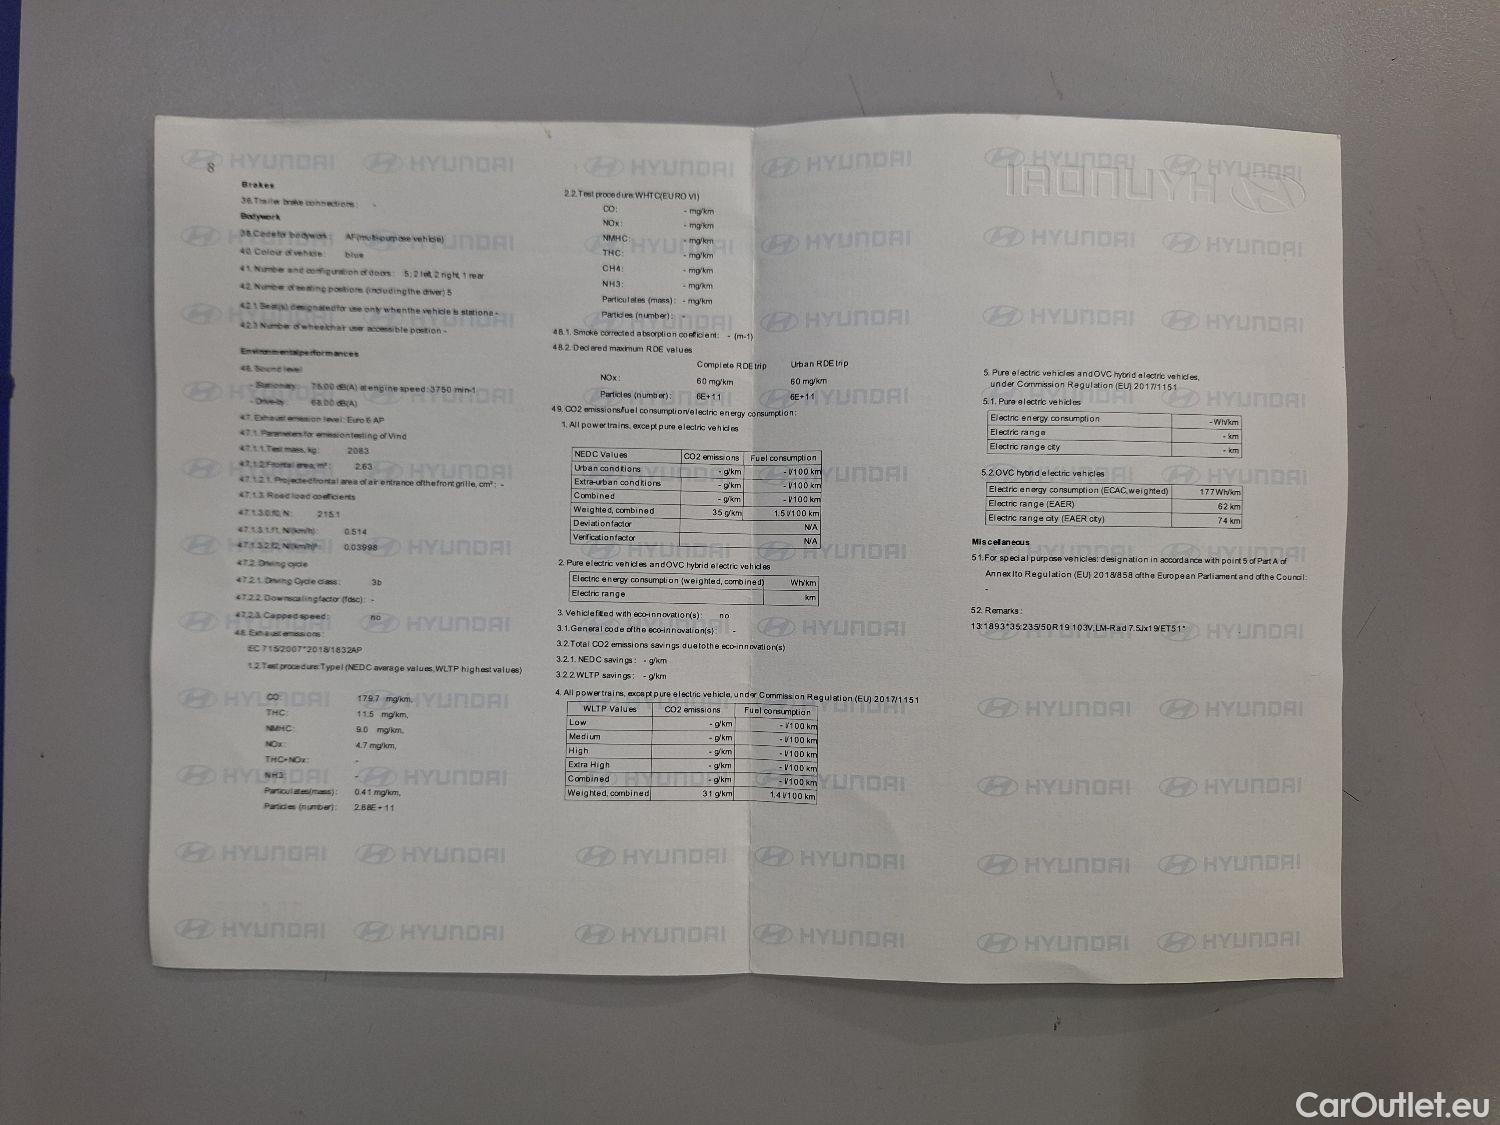 8
Brakes
36. Trailer brake connections: -
Bodywork
38. Code for bodywork: AF (multi-purpose vehicle)
40. Colour of vehicle: blue
41. Number and configuration of doors: 5; 2 left, 2 right, 1 rear
42. Number of seating positions (including the driver) 5
42.1. Seat(s) designated for use only when the vehicle is stationa -
42.3. Number of wheelchair user accessible position -
Environmental performances
46. Sound level
- Stationary: 75.00 dB(A) at engine speed: 3750 min-1
- Drive-by: 68.00 dB(A)
47. Exhaust emission level: Euro 6 AP
47.1. Parameters for emission testing of Vind
47.1.1. Test mass, kg: 2083
47.1.2. Frontal area, m²: 2.63
47.1.2.1. Projected frontal area of air entrance of the front grille, cm²: -
47.1.3. Road load coefficients
47.1.3.0. f0, N: 215.1
47.1.3.1. f1, N/(km/h): 0.514
47.1.3.2. f2, N/(km/h)²: 0.03998
47.2. Driving cycle
47.2.1. Driving Cycle class: 3b
47.2.2. Downscaling factor (fdsc): -
47.2.3. Capped speed: no
48. Exhaust emissions:
EC 715/2007*2018/1832AP
1.2. Test procedure: Type I (NEDC average values, WLTP highest values)
CO: 179.7 mg/km,
THC: 11.5 mg/km,
NMHC: 9.0 mg/km,
NOx: 4.7 mg/km,
THC+NOx: -
NH3: -
Particulates (mass): 0.41 mg/km,
Particles (number): 2.88E+11
2.2. Test procedure: WHTC (EURO VI)
CO: - mg/km
NOx: - mg/km
NMHC: - mg/km
THC: - mg/km
CH4: - mg/km
NH3: - mg/km
Particulates (mass): - mg/km
Particles (number): -
48.1. Smoke corrected absorption coefficient: - (m-1)
48.2. Declared maximum RDE values
Complete RDE trip Urban RDE trip
NOx: 60 mg/km 60 mg/km
Particles (number): 6E+11 6E+11
49. CO2 emissions/fuel consumption/electric energy consumption:
1. All power trains, except pure electric vehicles
NEDC Values CO2 emissions Fuel consumption
Urban conditions - g/km - l/100 km
Extra-urban conditions - g/km - l/100 km
Combined - g/km - l/100 km
Weighted, combined 35 g/km 1.5 l/100 km
Deviation factor N/A
Verification factor N/A
2. Pure electric vehicles and OVC hybrid electric vehicles
Electric energy consumption (weighted, combined) Wh/km
Electric range km
3. Vehicle fitted with eco-innovation(s): no
3.1. General code of the eco-innovation(s): -
3.2. Total CO2 emissions savings due to the eco-innovation(s)
3.2.1. NEDC savings: - g/km
3.2.2. WLTP savings: - g/km
4. All power trains, except pure electric vehicle, under Commission Regulation (EU) 2017/1151
WLTP Values CO2 emissions Fuel consumption
Low - g/km - l/100 km
Medium - g/km - l/100 km
High - g/km - l/100 km
Extra High - g/km - l/100 km
Combined - g/km - l/100 km
Weighted, combined 31 g/km 1.4 l/100 km
5. Pure electric vehicles and OVC hybrid electric vehicles,
under Commission Regulation (EU) 2017/1151
5.1. Pure electric vehicles
Electric energy consumption - Wh/km
Electric range - km
Electric range city - km
5.2. OVC hybrid electric vehicles
Electric energy consumption (ECAC,weighted) 177 Wh/km
Electric range (EAER) 62 km
Electric range city (EAER city) 74 km
Miscellaneous
51. For special purpose vehicles: designation in accordance with point 5 of Part A of
Annex I to Regulation (EU) 2018/858 of the European Parliament and of the Council:
-
52. Remarks:
13:1893*35:235/50 R19 103V,LM-Rad 7.5Jx19/ET51*
HYUNDAI
CarOutlet.eu